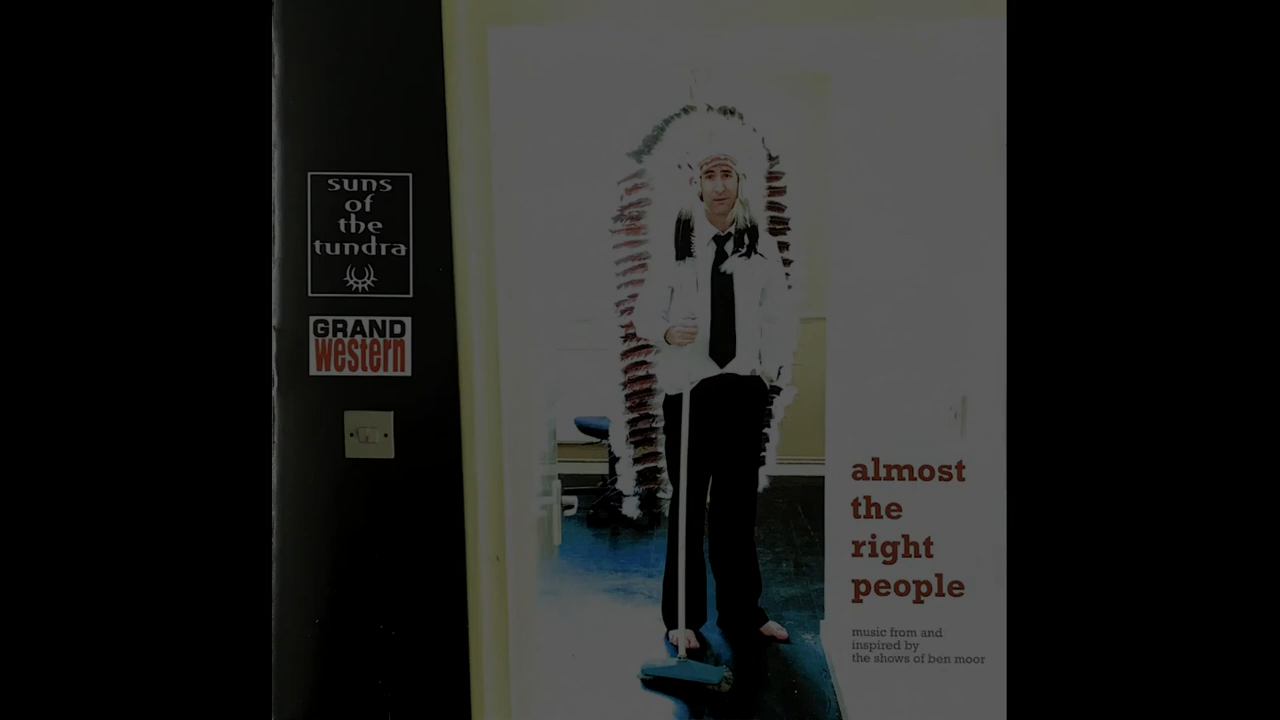 suns
of
the
tundra
GRAND
western
almost
the
right
people
music from and
inspired by
the shows of ben moor